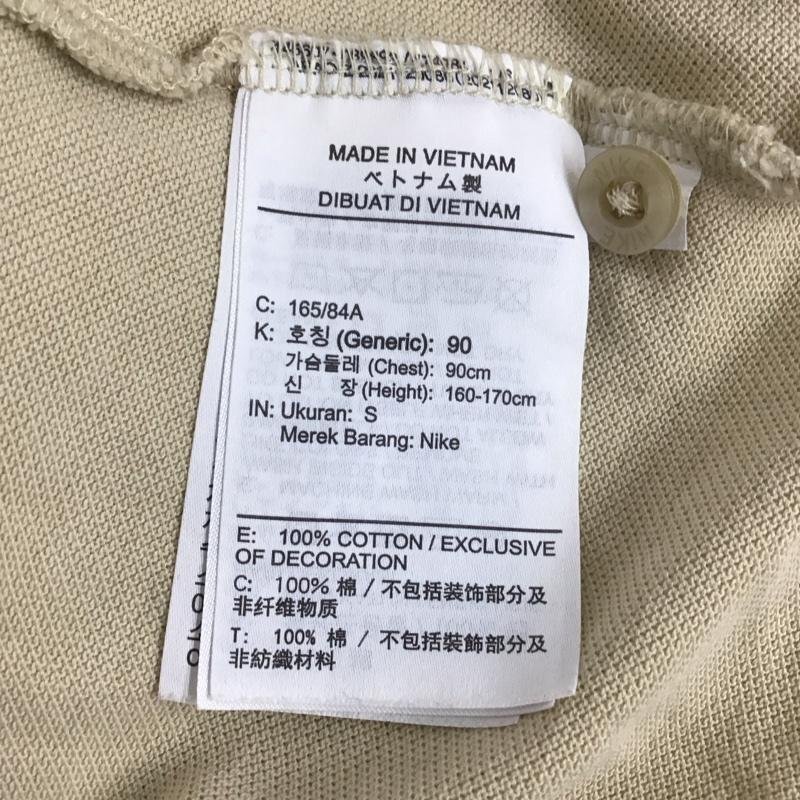 MADE IN VIETNAM
ベトナム製
DIBUAT DI VIETNAM
NIKE
C: 165/84A
K: 호칭 (Generic): 90
가슴둘레 (Chest): 90cm
신 장 (Height): 160-170cm
IN: Ukuran: S
Merek Barang: Nike
E: 100% COTTON / EXCLUSIVE
OF DECORATION
C: 100% 棉 / 不包括装饰部分及
非纤维物质
T: 100% 棉 / 不包括裝飾部分及
非紡織材料